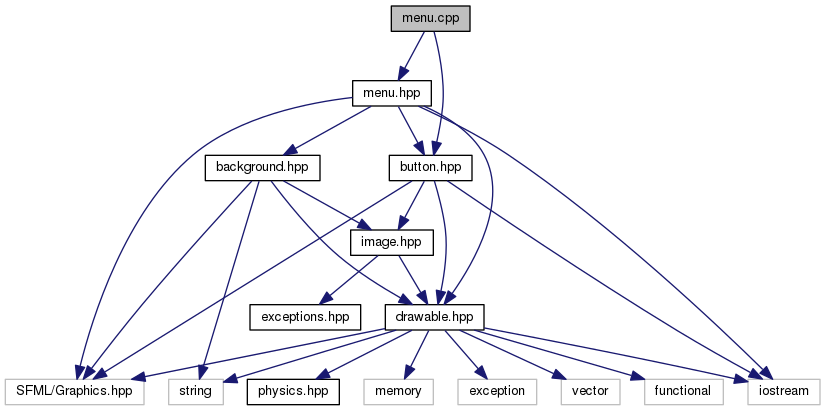 menu.cpp
menu.hpp
background.hpp
button.hpp
image.hpp
exceptions.hpp
drawable.hpp
SFML/Graphics.hpp
string
physics.hpp
memory
exception
vector
functional
iostream